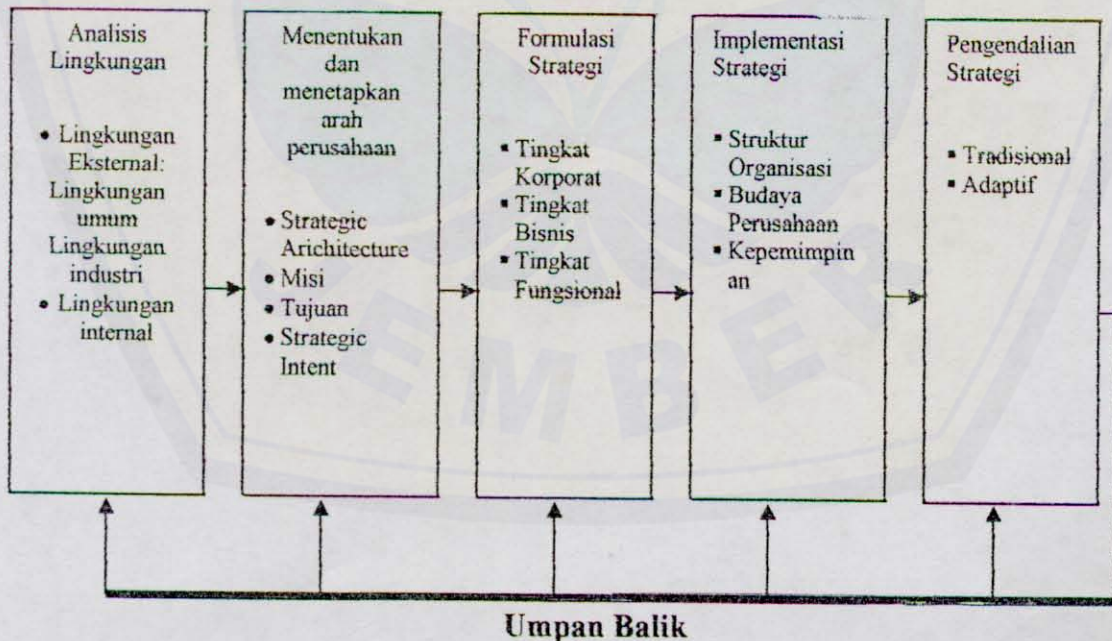 Analisis
Lingkungan
• Lingkungan
Eksternal:
Lingkungan
umum
Lingkungan
industri
• Lingkungan
internal
Menentukan
dan
menetapkan
arah
perusahaan
• Strategic
Arichitecture
• Misi
• Tujuan
• Strategic
Intent
Formulasi
Strategi
▪ Tingkat
Korporat
▪ Tingkat
Bisnis
▪ Tingkat
Fungsional
Implementasi
Strategi
▪ Struktur
Organisasi
▪ Budaya
Perusahaan
▪ Kepemimpin
an
Pengendalian
Strategi
▪ Tradisional
▪ Adaptif
Umpan Balik
JEMBER